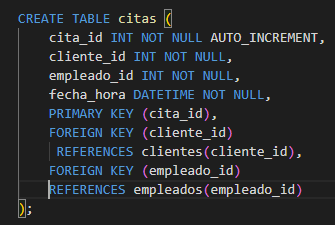 CREATE TABLE citas (
    cita_id INT NOT NULL AUTO_INCREMENT,
    cliente_id INT NOT NULL,
    empleado_id INT NOT NULL,
    fecha_hora DATETIME NOT NULL,
    PRIMARY KEY (cita_id),
    FOREIGN KEY (cliente_id)
     REFERENCES clientes(cliente_id),
    FOREIGN KEY (empleado_id)
    REFERENCES empleados(empleado_id)
);